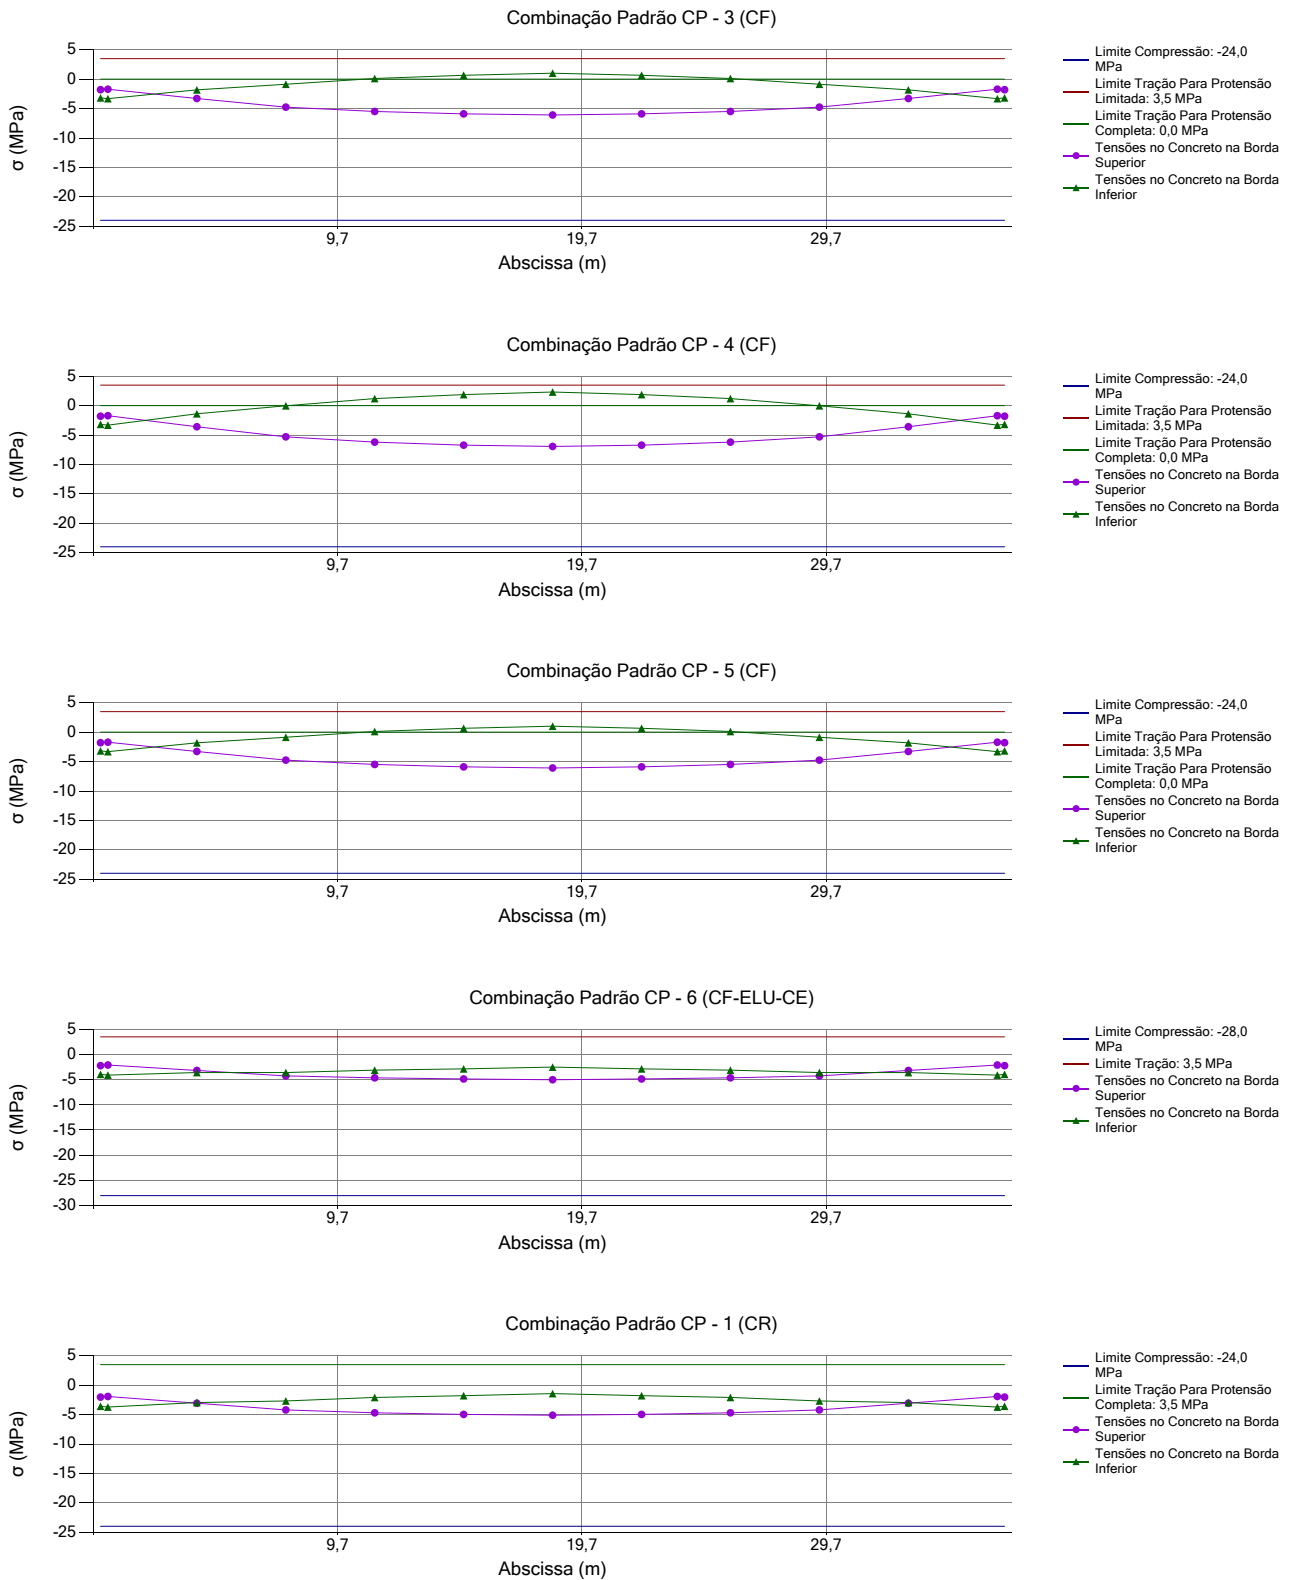 Combinação Padrão CP - 3 (CF)
5
0
-5
-10
-15
-20
-25
σ (MPa)
9,7
19,7
29,7
Abscissa (m)
Limite Compressão: -24,0
MPa
Limite Tração Para Protensão
Limitada: 3,5 MPa
Limite Tração Para Protensão
Completa: 0,0 MPa
Tensões no Concreto na Borda
Superior
Tensões no Concreto na Borda
Inferior
Combinação Padrão CP - 4 (CF)
5
0
-5
-10
-15
-20
-25
σ (MPa)
9,7
19,7
29,7
Abscissa (m)
Limite Compressão: -24,0
MPa
Limite Tração Para Protensão
Limitada: 3,5 MPa
Limite Tração Para Protensão
Completa: 0,0 MPa
Tensões no Concreto na Borda
Superior
Tensões no Concreto na Borda
Inferior
Combinação Padrão CP - 5 (CF)
5
0
-5
-10
-15
-20
-25
σ (MPa)
9,7
19,7
29,7
Abscissa (m)
Limite Compressão: -24,0
MPa
Limite Tração Para Protensão
Limitada: 3,5 MPa
Limite Tração Para Protensão
Completa: 0,0 MPa
Tensões no Concreto na Borda
Superior
Tensões no Concreto na Borda
Inferior
Combinação Padrão CP - 6 (CF-ELU-CE)
5
0
-5
-10
-15
-20
-25
-30
σ (MPa)
9,7
19,7
29,7
Abscissa (m)
Limite Compressão: -28,0
MPa
Limite Tração: 3,5 MPa
Tensões no Concreto na Borda
Superior
Tensões no Concreto na Borda
Inferior
Combinação Padrão CP - 1 (CR)
5
0
-5
-10
-15
-20
-25
σ (MPa)
9,7
19,7
29,7
Abscissa (m)
Limite Compressão: -24,0
MPa
Limite Tração Para Protensão
Completa: 3,5 MPa
Tensões no Concreto na Borda
Superior
Tensões no Concreto na Borda
Inferior